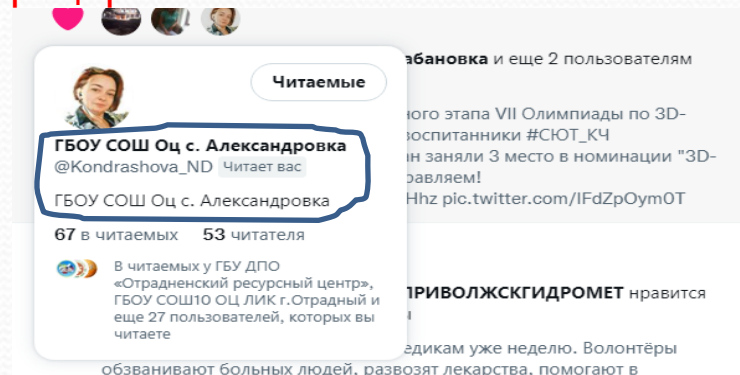 абановка и еще 2 пользователям
Читаемые
ного этапа VII Олимпиады по 3D-
воспитанники #СЮТ_КЧ
ГБОУ СОШ Оц с. Александровка
ан заняли 3 место в номинации "3D-
@Kondrashova_ND Читает вас
равляем!
ГБОУ СОШ Оц с. Александровка
Hhz pic.twitter.com/IFdZpOym0T
67 в читаемых 53 читателя
В читаемых у ГБУ ДПО
«Отрадненский ресурсный центр»,
ГБОУ СОШ10 ОЦ ЛИК г.Отрадный и
еще 27 пользователей, которых вы
читаете
ПРИВОЛЖСКГИДРОМЕТ нравится
едикам уже неделю. Волонтёры
обзванивают больных людей, развозят лекарства, помогают в